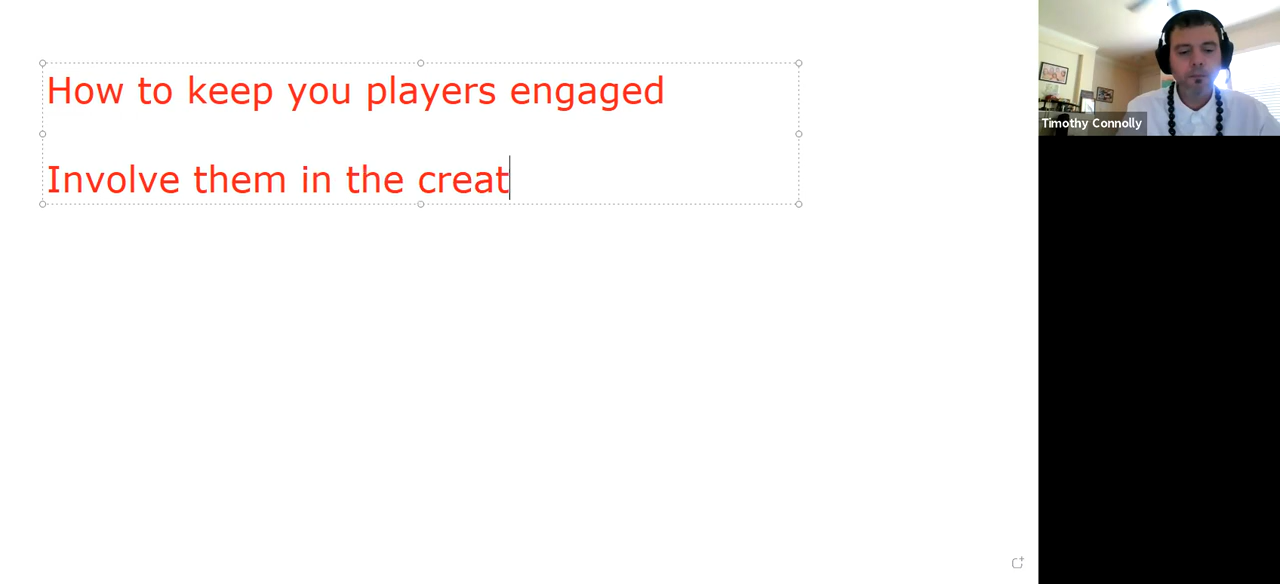 How to keep you players engaged
Involve them in the creat
Timothy Connolly